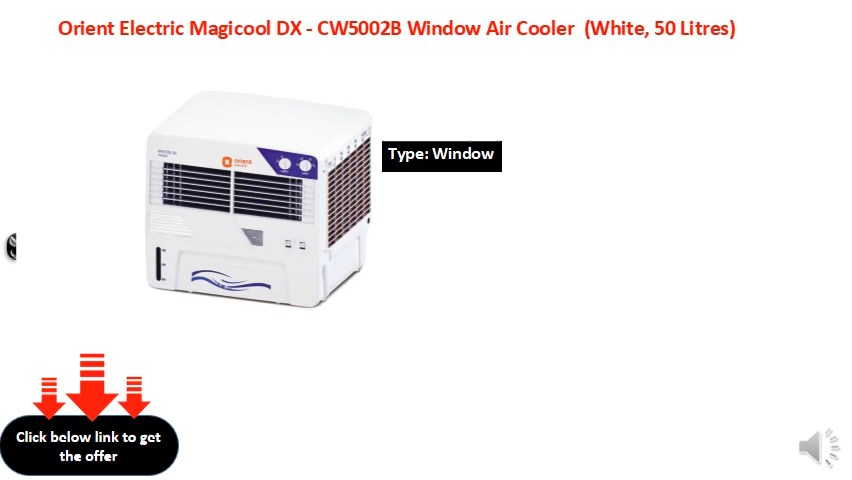 Orient Electric Magicool DX - CW5002B Window Air Cooler (White, 50 Litres)
Type: Window
orient
Click below link to get
the offer